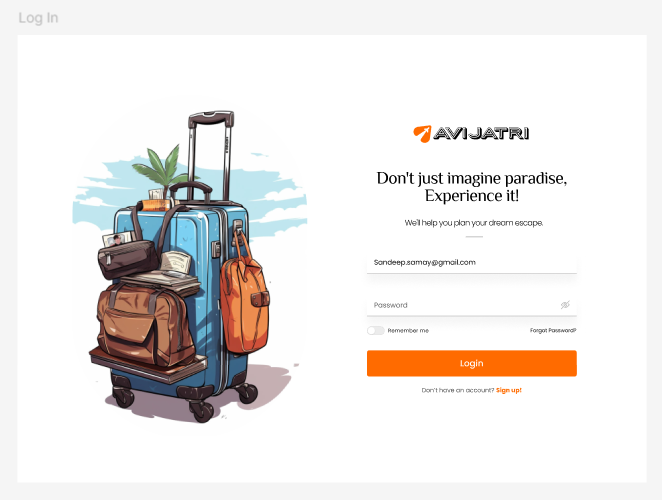 Log In
AVIJATRI
Don't just imagine paradise,
Experience it!
We'll help you plan your dream escape.
Sandeep.samay@gmail.com
Password
Remember me
Forgot Password?
Login
Don't have an account? Sign up!